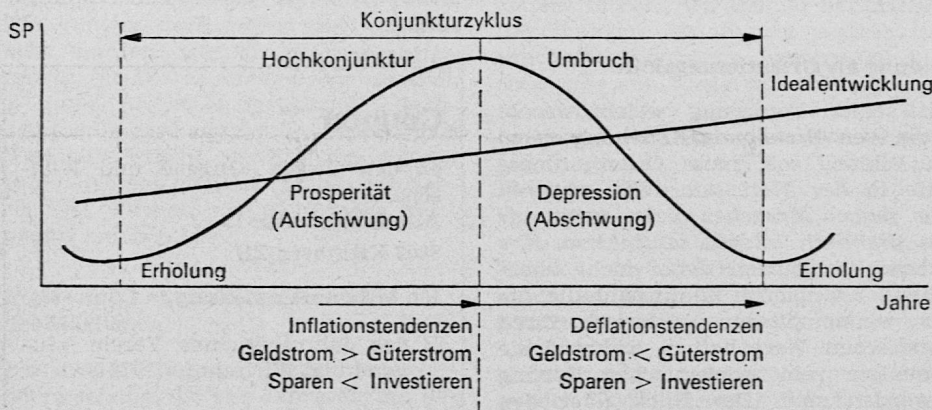 Konjunkturzyklus
SP
Hochkonjunktur
Umbruch
Idealentwicklung
Prosperität
(Aufschwung)
Depression
(Abschwung)
Erholung
Erholung
Jahre
Inflationstendenzen
Geldstrom > Güterstrom
Sparen < Investieren
Deflationstendenzen
Geldstrom < Güterstrom
Sparen > Investieren